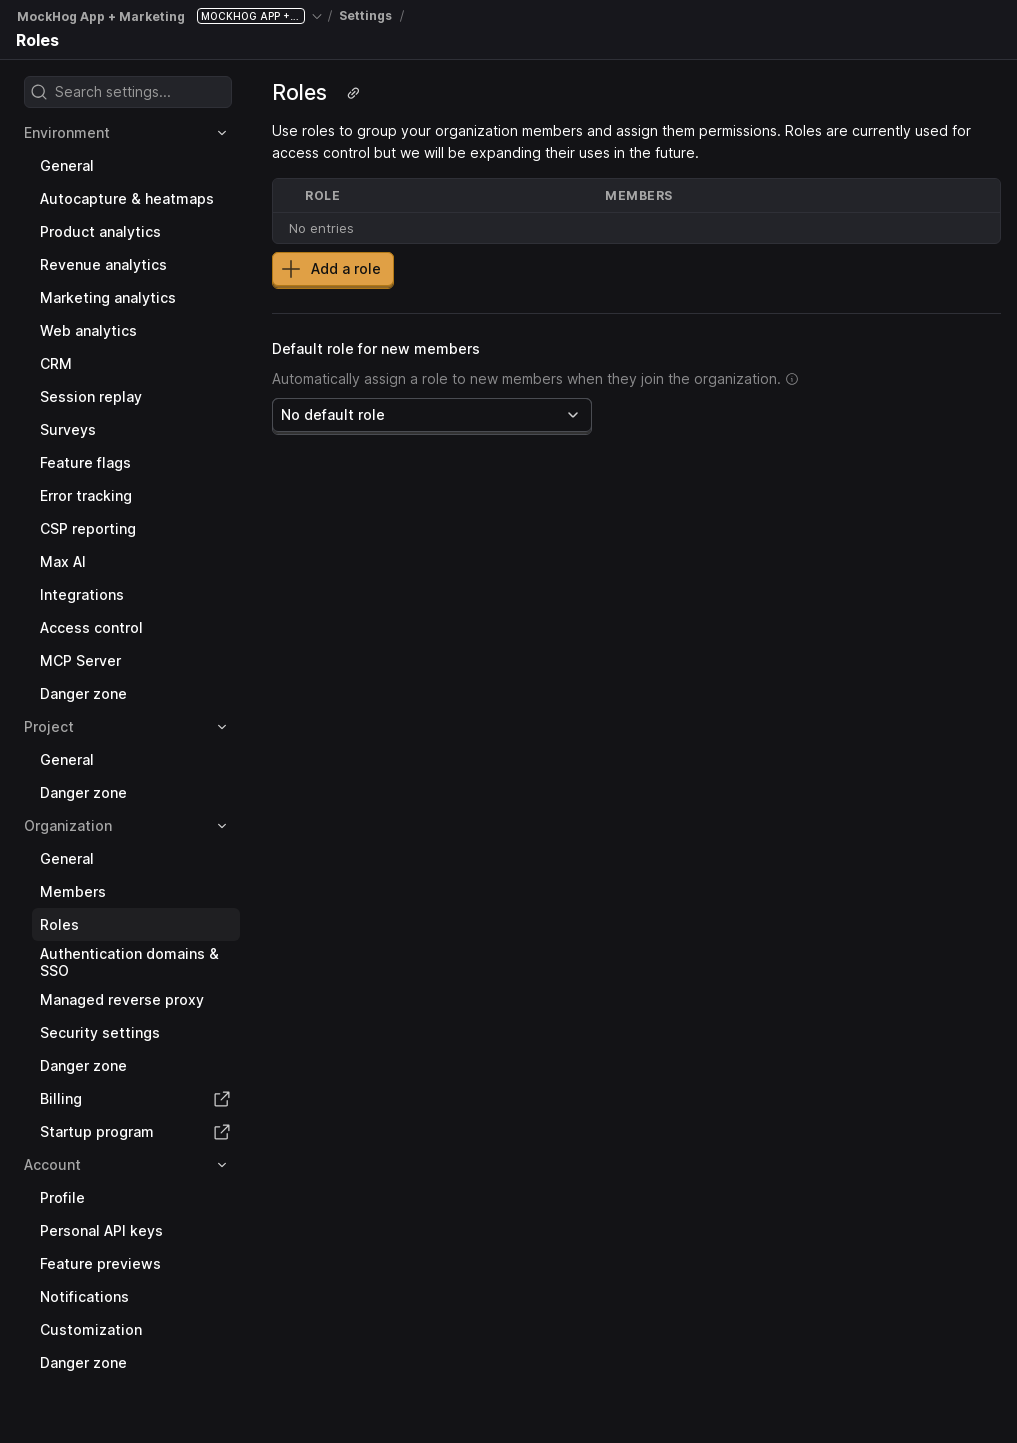 MockHog App + Marketing MOCKHOG APP +... / Settings /
Roles
Search settings...
Environment
General
Autocapture & heatmaps
Product analytics
Revenue analytics
Marketing analytics
Web analytics
CRM
Session replay
Surveys
Feature flags
Error tracking
CSP reporting
Max AI
Integrations
Access control
MCP Server
Danger zone
Project
General
Danger zone
Organization
General
Members
Roles
Authentication domains &
SSO
Managed reverse proxy
Security settings
Danger zone
Billing
Startup program
Account
Profile
Personal API keys
Feature previews
Notifications
Customization
Danger zone
Roles
Use roles to group your organization members and assign them permissions. Roles are currently used for
access control but we will be expanding their uses in the future.
ROLE MEMBERS
No entries
Add a role
Default role for new members
Automatically assign a role to new members when they join the organization.
No default role